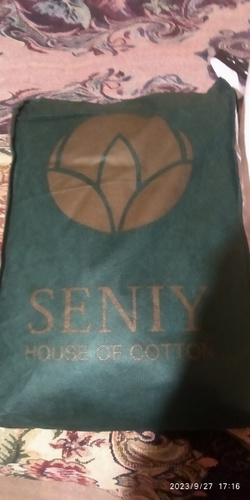 SENIY
HOUSE OF COTTON
2023/9/27 17:16